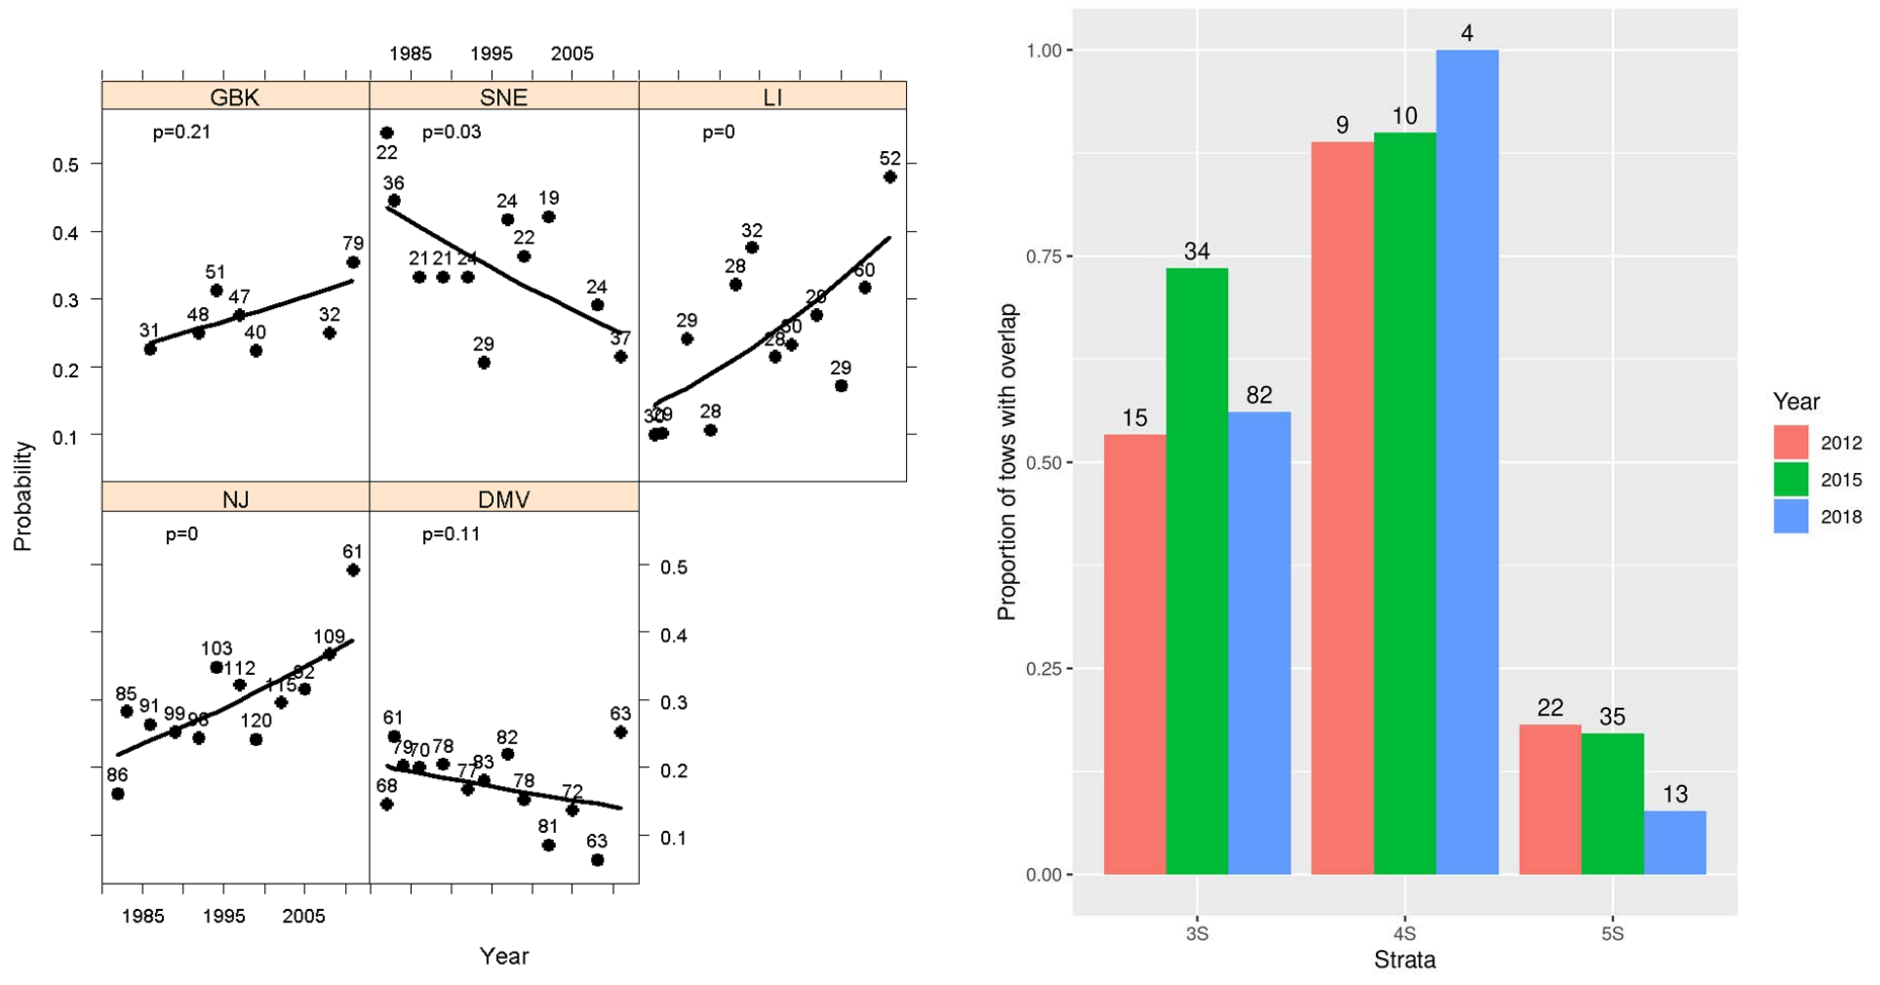 1985 1995 2005
GBK SNE LI
p=0.21 p=0.03 p=0
0.5
0.4
0.3
0.2
0.1
31 48 51 47 40 32 79
22 36 21 21 24 29 24 22 19 24 37
29 29 28 28 32 28 29 29 60 52
NJ DMV
p=0 p=0.11
86 85 91 99 103 112 120 115 109 61
68 61 79 70 78 77 83 82 78 81 72 63 63
0.5
0.4
0.3
0.2
0.1
1985 1995 2005
Probability
Year
Proportion of tows with overlap
1.00
0.75
0.50
0.25
0.00
15 34 82
9 10 4
22 35 13
3S 4S 5S
Strata
Year
2012
2015
2018